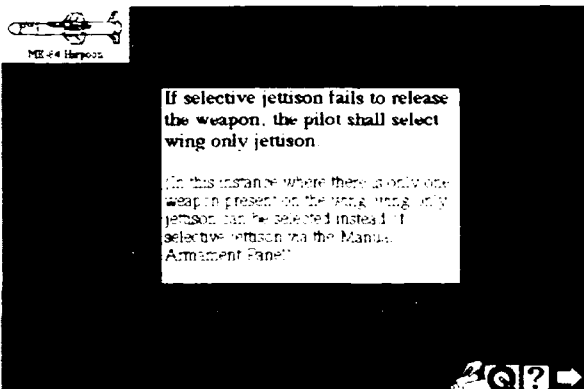 MK-84 Harpoon
If selective jettison fails to release
the weapon, the pilot shall select
wing only jettison.
(In this instance where there is only one
weapon present on the wing, wing only
jettison can be selected instead of
selective jettison via the Manual
Armament Panel)
?